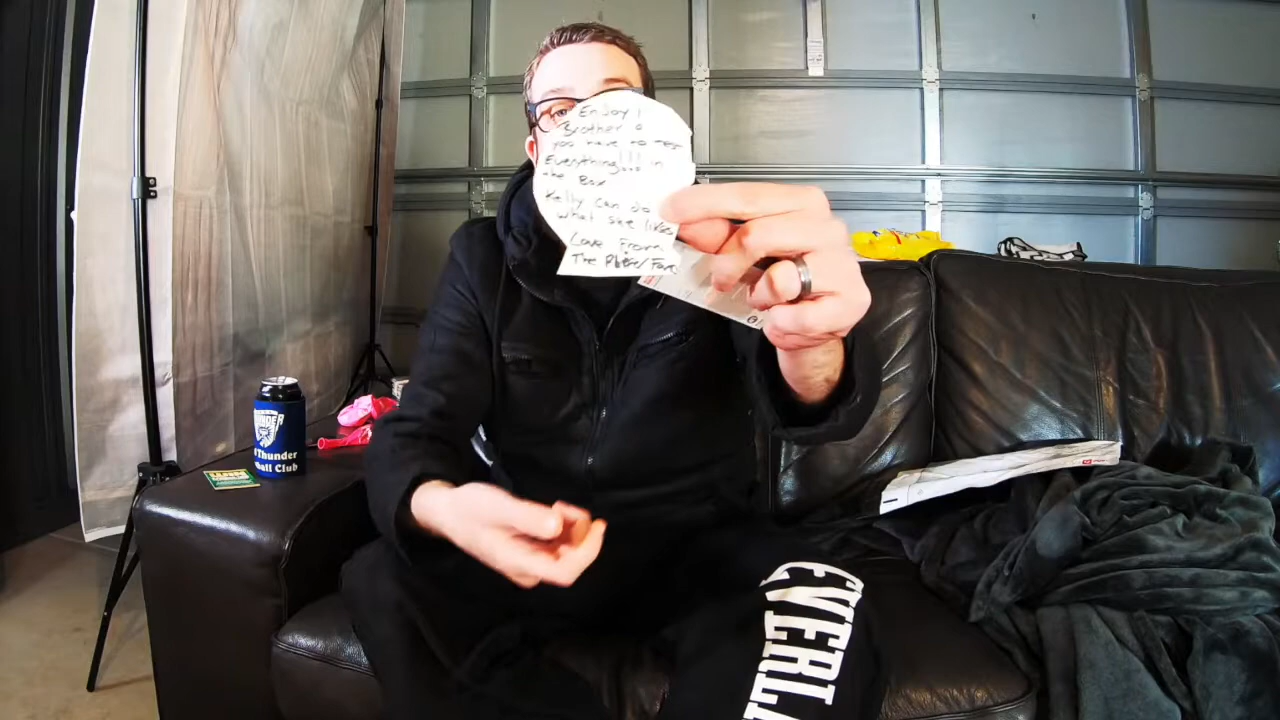 Enjoy!
Brother
you have to TEST
Everything!!! in
the Box
Kelly can do
what she likes
Love From
The
Thunder
Ball Club
EVERLA